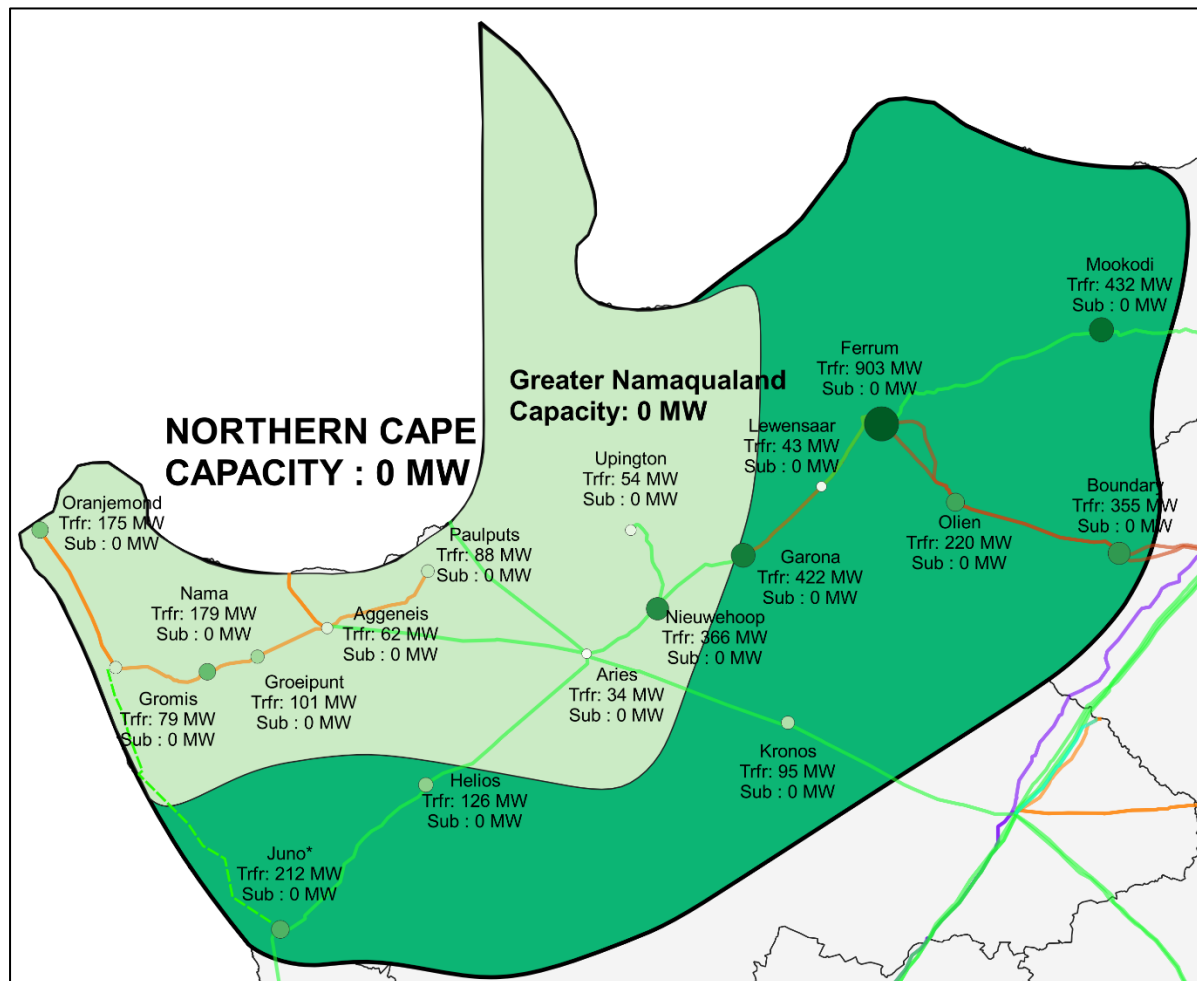 Mookodi
Trfr: 432 MW
Sub : 0 MW
Ferrum
Trfr: 903 MW
Sub : 0 MW
Greater Namaqualand
Capacity: 0 MW
NORTHERN CAPE
CAPACITY : 0 MW
Lewensaar
Trfr: 43 MW
Sub : 0 MW
Upington
Trfr: 54 MW
Sub : 0 MW
Boundary
Trfr: 355 MW
Sub : 0 MW
Oranjemond
Trfr: 175 MW
Sub : 0 MW
Olien
Trfr: 220 MW
Sub : 0 MW
Paulputs
Trfr: 88 MW
Sub : 0 MW
Garona
Trfr: 422 MW
Sub : 0 MW
Nama
Trfr: 179 MW
Sub : 0 MW
Aggeneis
Trfr: 62 MW
Sub : 0 MW
Nieuwehoop
Trfr: 366 MW
Sub : 0 MW
Gromis
Trfr: 79 MW
Sub : 0 MW
Groeipunt
Trfr: 101 MW
Sub : 0 MW
Aries
Trfr: 34 MW
Sub : 0 MW
Kronos
Trfr: 95 MW
Sub : 0 MW
Helios
Trfr: 126 MW
Sub : 0 MW
Juno*
Trfr: 212 MW
Sub : 0 MW